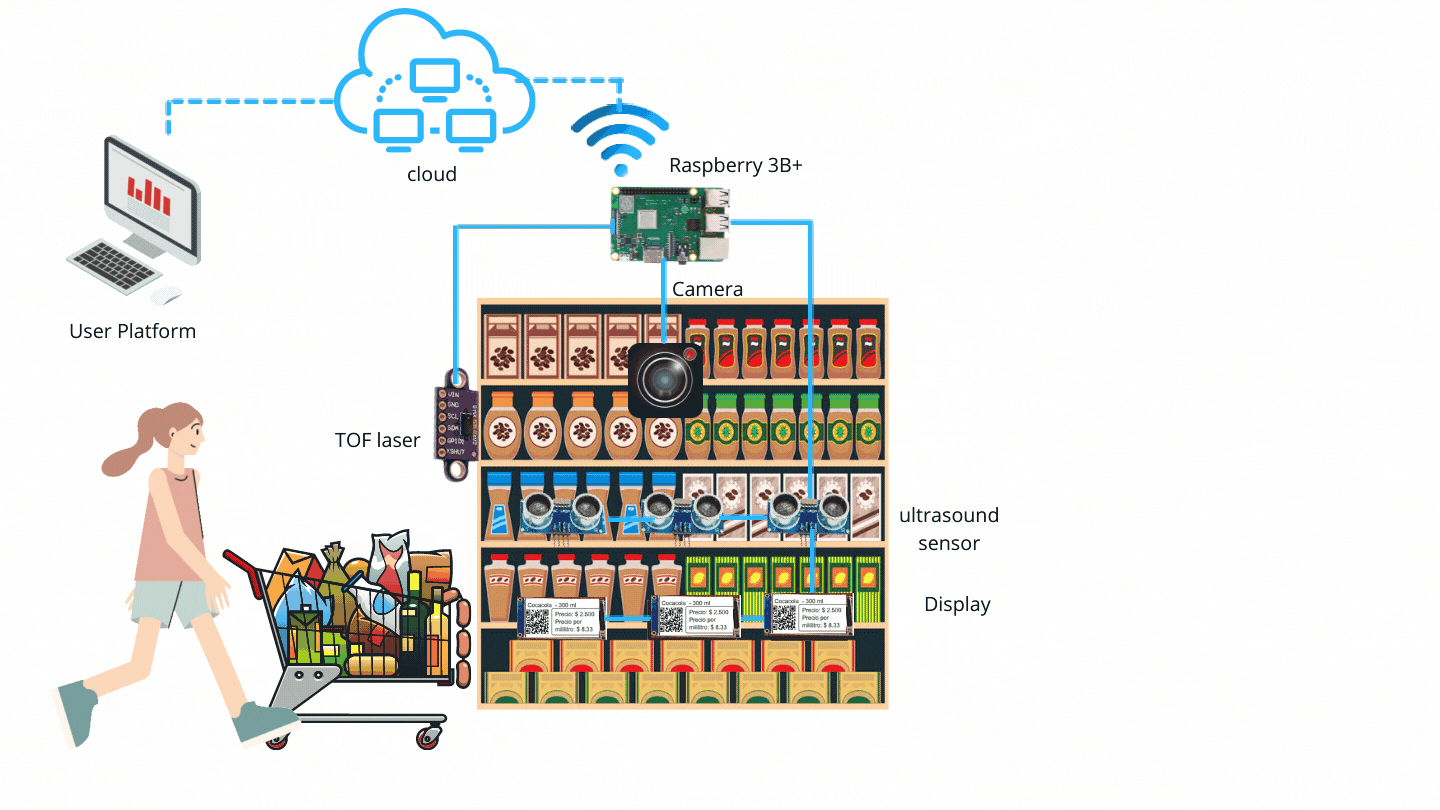 cloud
Raspberry 3B+
User Platform
Camera
TOF laser
VIN
GND
SCL
SDA
GPIO1
XSHUT
ultrasound
sensor
Display
Cocacola - 300 ml
Precio: $ 2.500
Precio por
mililitro: $ 8.33
Cocacola - 300 ml
Precio: $ 2.500
Precio por
mililitro: $ 8.33
Cocacola - 300 ml
Precio: $ 2.500
Precio por
mililitro: $ 8.33